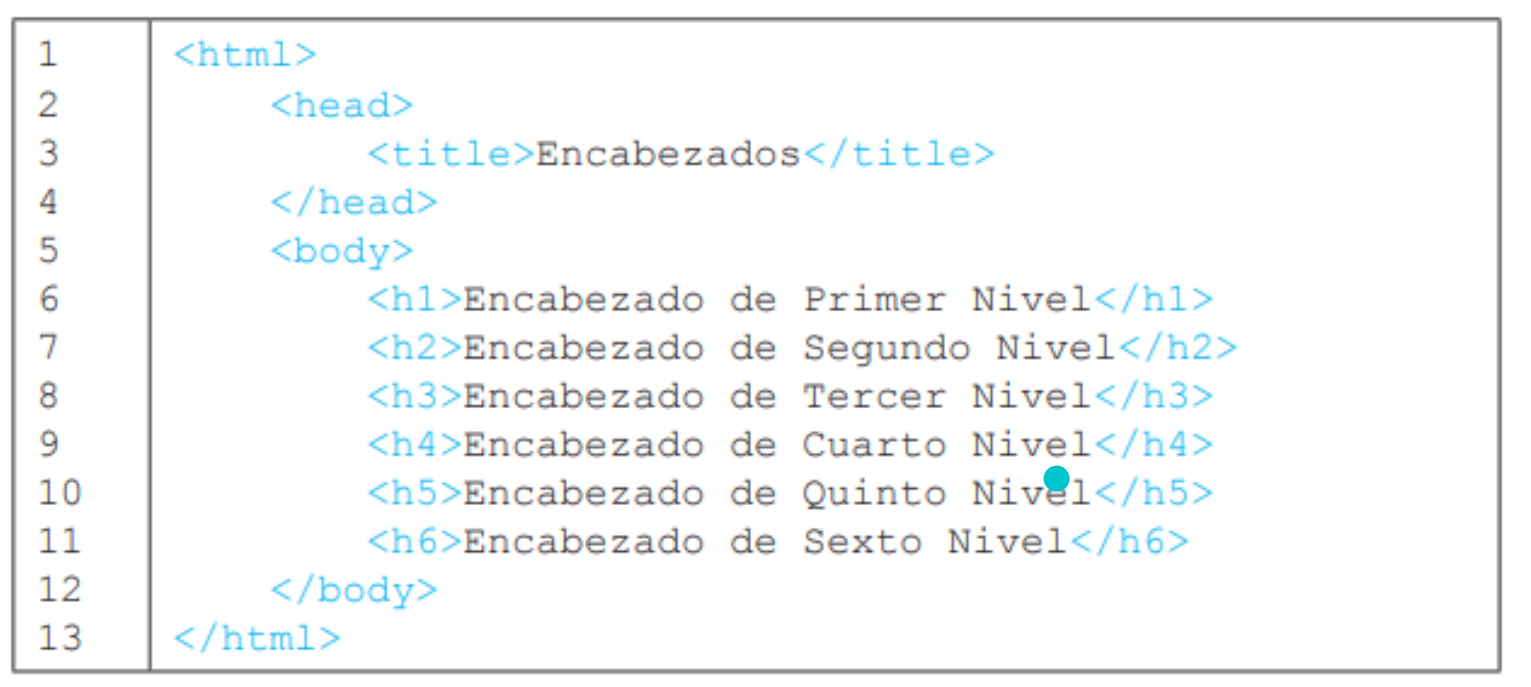 1 <html>
2 <head>
3 <title>Encabezados</title>
4 </head>
5 <body>
6 <h1>Encabezado de Primer Nivel</h1>
7 <h2>Encabezado de Segundo Nivel</h2>
8 <h3>Encabezado de Tercer Nivel</h3>
9 <h4>Encabezado de Cuarto Nivel</h4>
10 <h5>Encabezado de Quinto Nivel</h5>
11 <h6>Encabezado de Sexto Nivel</h6>
12 </body>
13 </html>